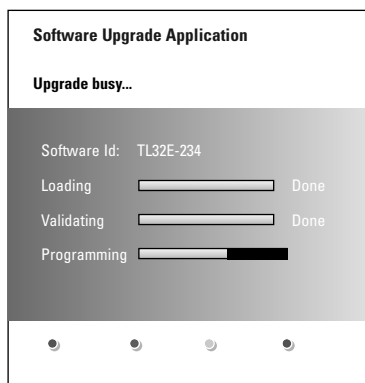 Software Upgrade Application
Upgrade busy...
Software Id: TL32E-234
Loading Done
Validating Done
Programming